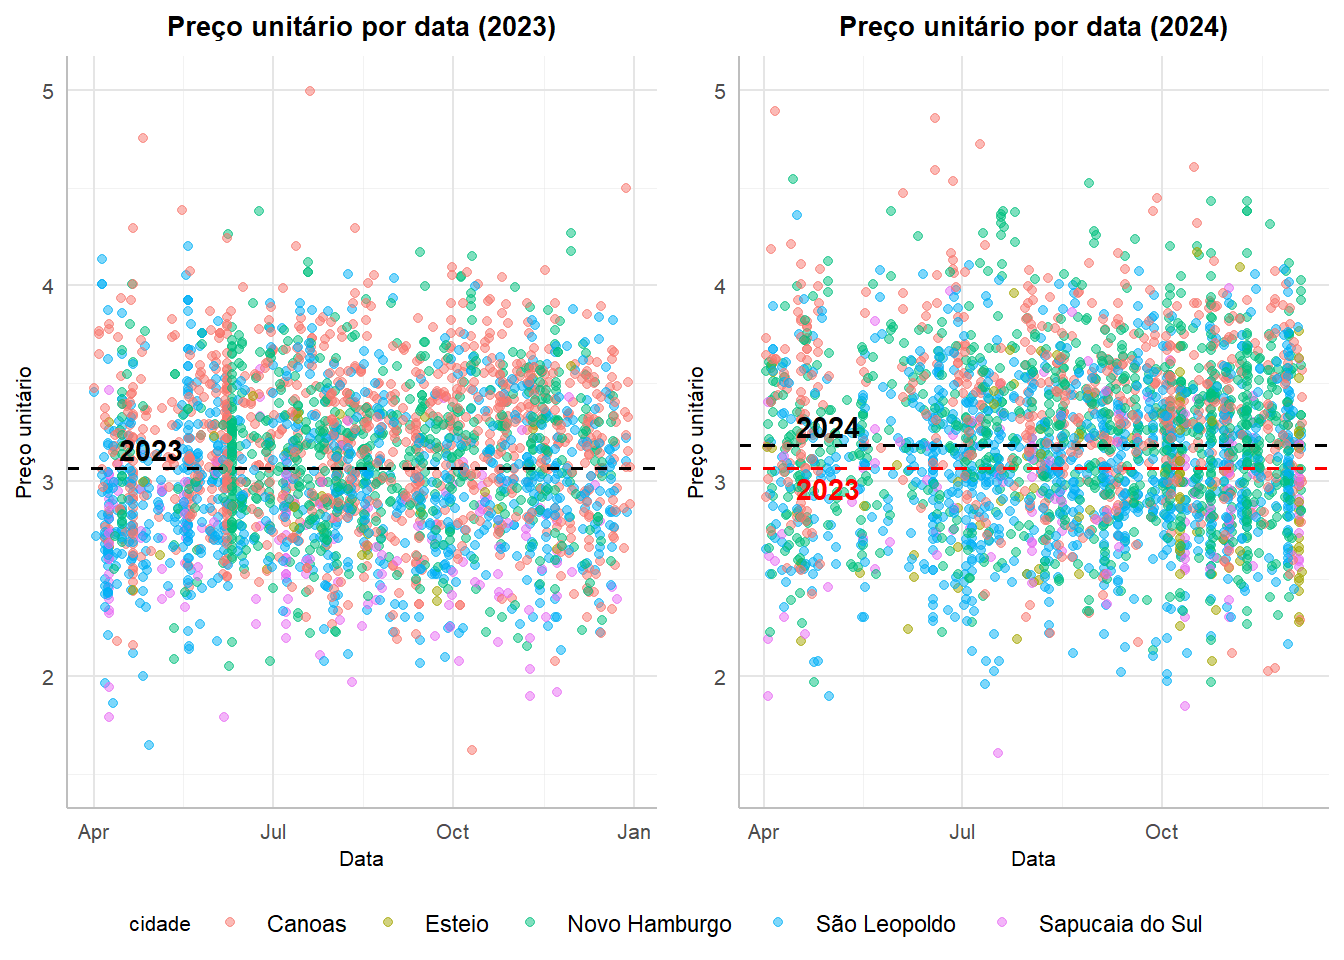 Preço unitário por data (2023)
Preço unitário
5
4
3
2
2023
Apr
Jul
Oct
Jan
Data
Preço unitário por data (2024)
Preço unitário
5
4
3
2
2024
2023
Apr
Jul
Oct
Data
cidade Canoas Esteio Novo Hamburgo São Leopoldo Sapucaia do Sul